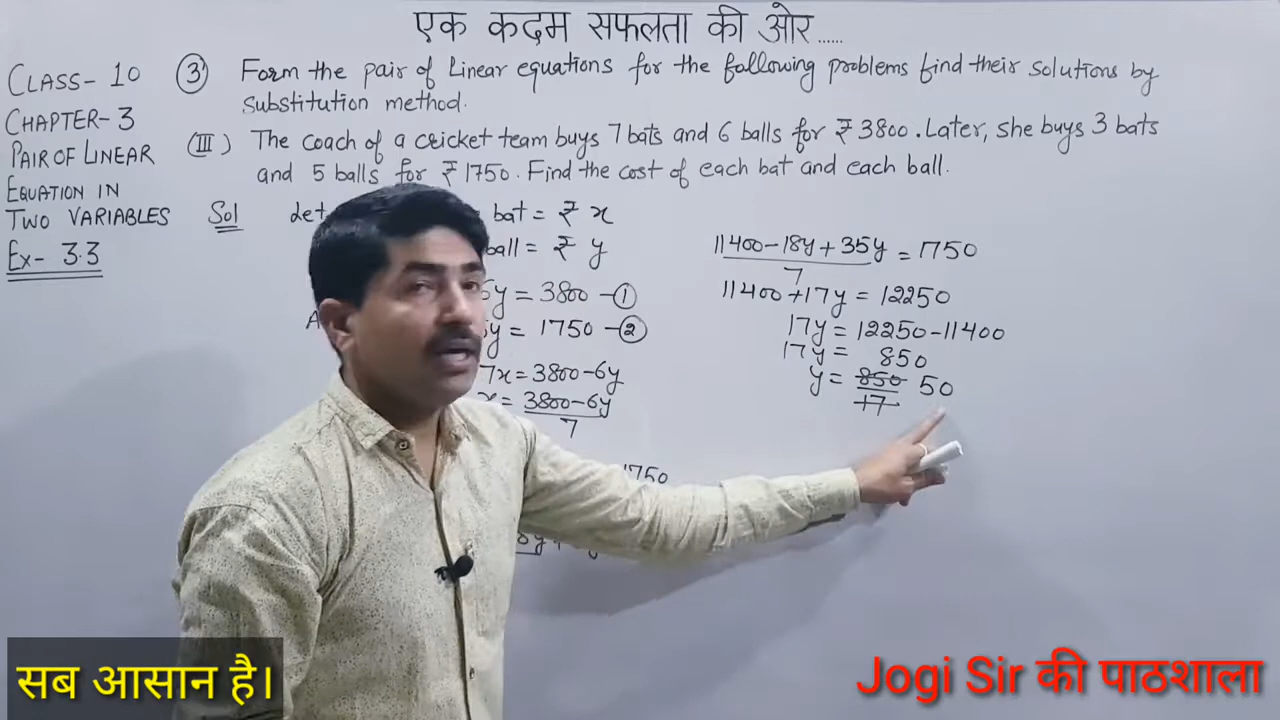 एक कदम सफलता की ओर......
CLASS- 10
CHAPTER-3
PAIR OF LINEAR
EQUATION IN
TWO VARIABLES
Ex- 3.3
3 Form the pair of Linear equations for the following problems find their solutions by
substitution method.
(III) The coach of a cricket team buys 7 bats and 6 balls for ₹ 3800. Later, she buys 3 bats
and 5 balls for ₹ 1750. Find the cost of each bat and each ball.
Sol let bat = ₹ x
ball = ₹ y
y = 3800 - 1
y = 1750 - 2
7x = 3800 - 6y
x = 3800 - 6y
7
1750
11400 - 18y + 35y = 1750
7
11400 + 17y = 12250
17y = 12250 - 11400
17y = 850
y = 850 50
17
सब आसान है।
Jogi Sir की पाठशाला